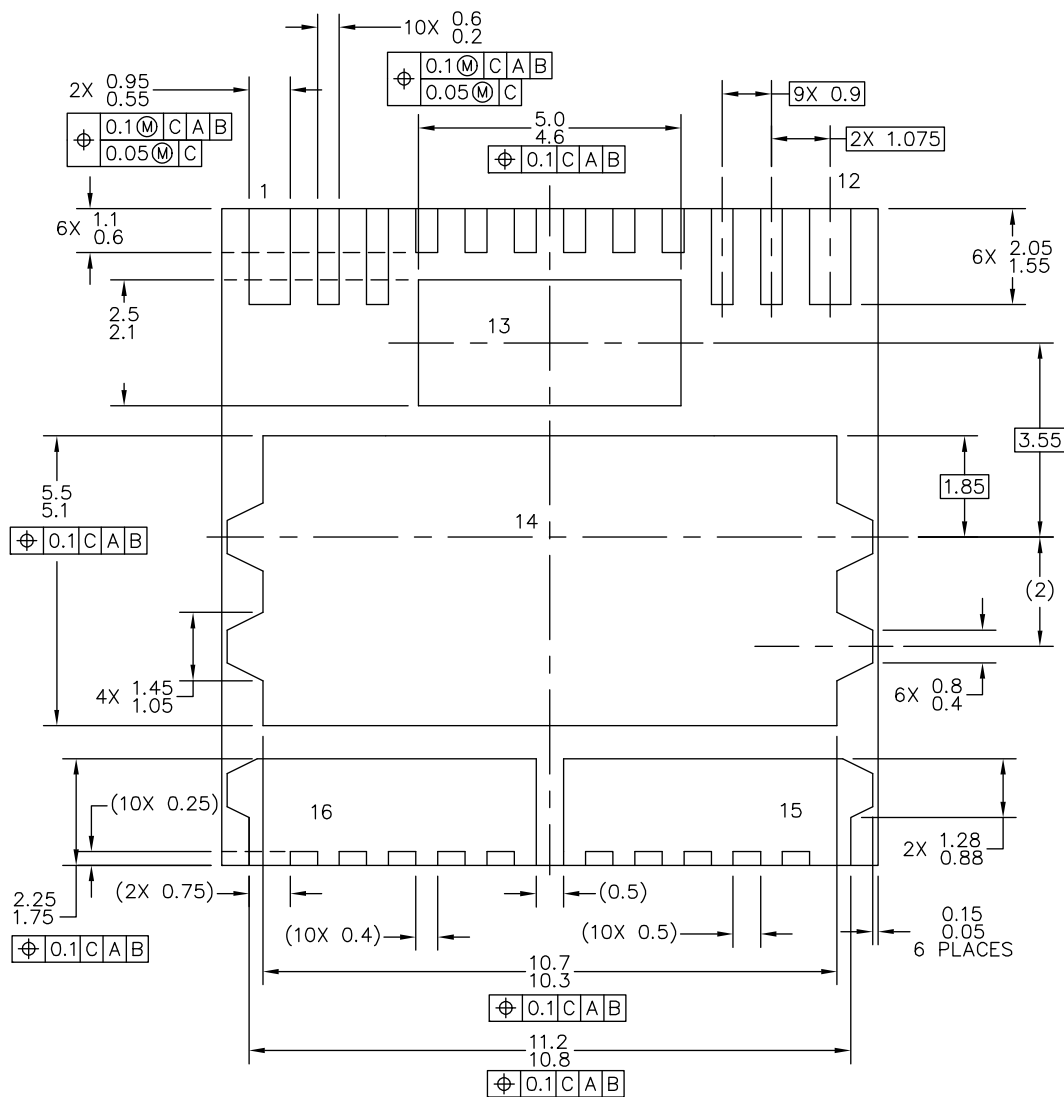 10X 0.6
0.2
⌖ 0.1 Ⓜ C A B
0.05 Ⓜ C
2X 0.95
0.55
⌖ 0.1 Ⓜ C A B
0.05 Ⓜ C
9X 0.9
5.0
4.6
⌖ 0.1 C A B
2X 1.075
1
12
6X 1.1
0.6
6X 2.05
1.55
2.5
2.1
13
3.55
1.85
5.5
5.1
⌖ 0.1 C A B
14
(2)
4X 1.45
1.05
6X 0.8
0.4
(10X 0.25)
16
15
2X 1.28
0.88
2.25
1.75
⌖ 0.1 C A B
(2X 0.75)
(0.5)
(10X 0.4)
(10X 0.5)
0.15
0.05
6 PLACES
10.7
10.3
⌖ 0.1 C A B
11.2
10.8
⌖ 0.1 C A B